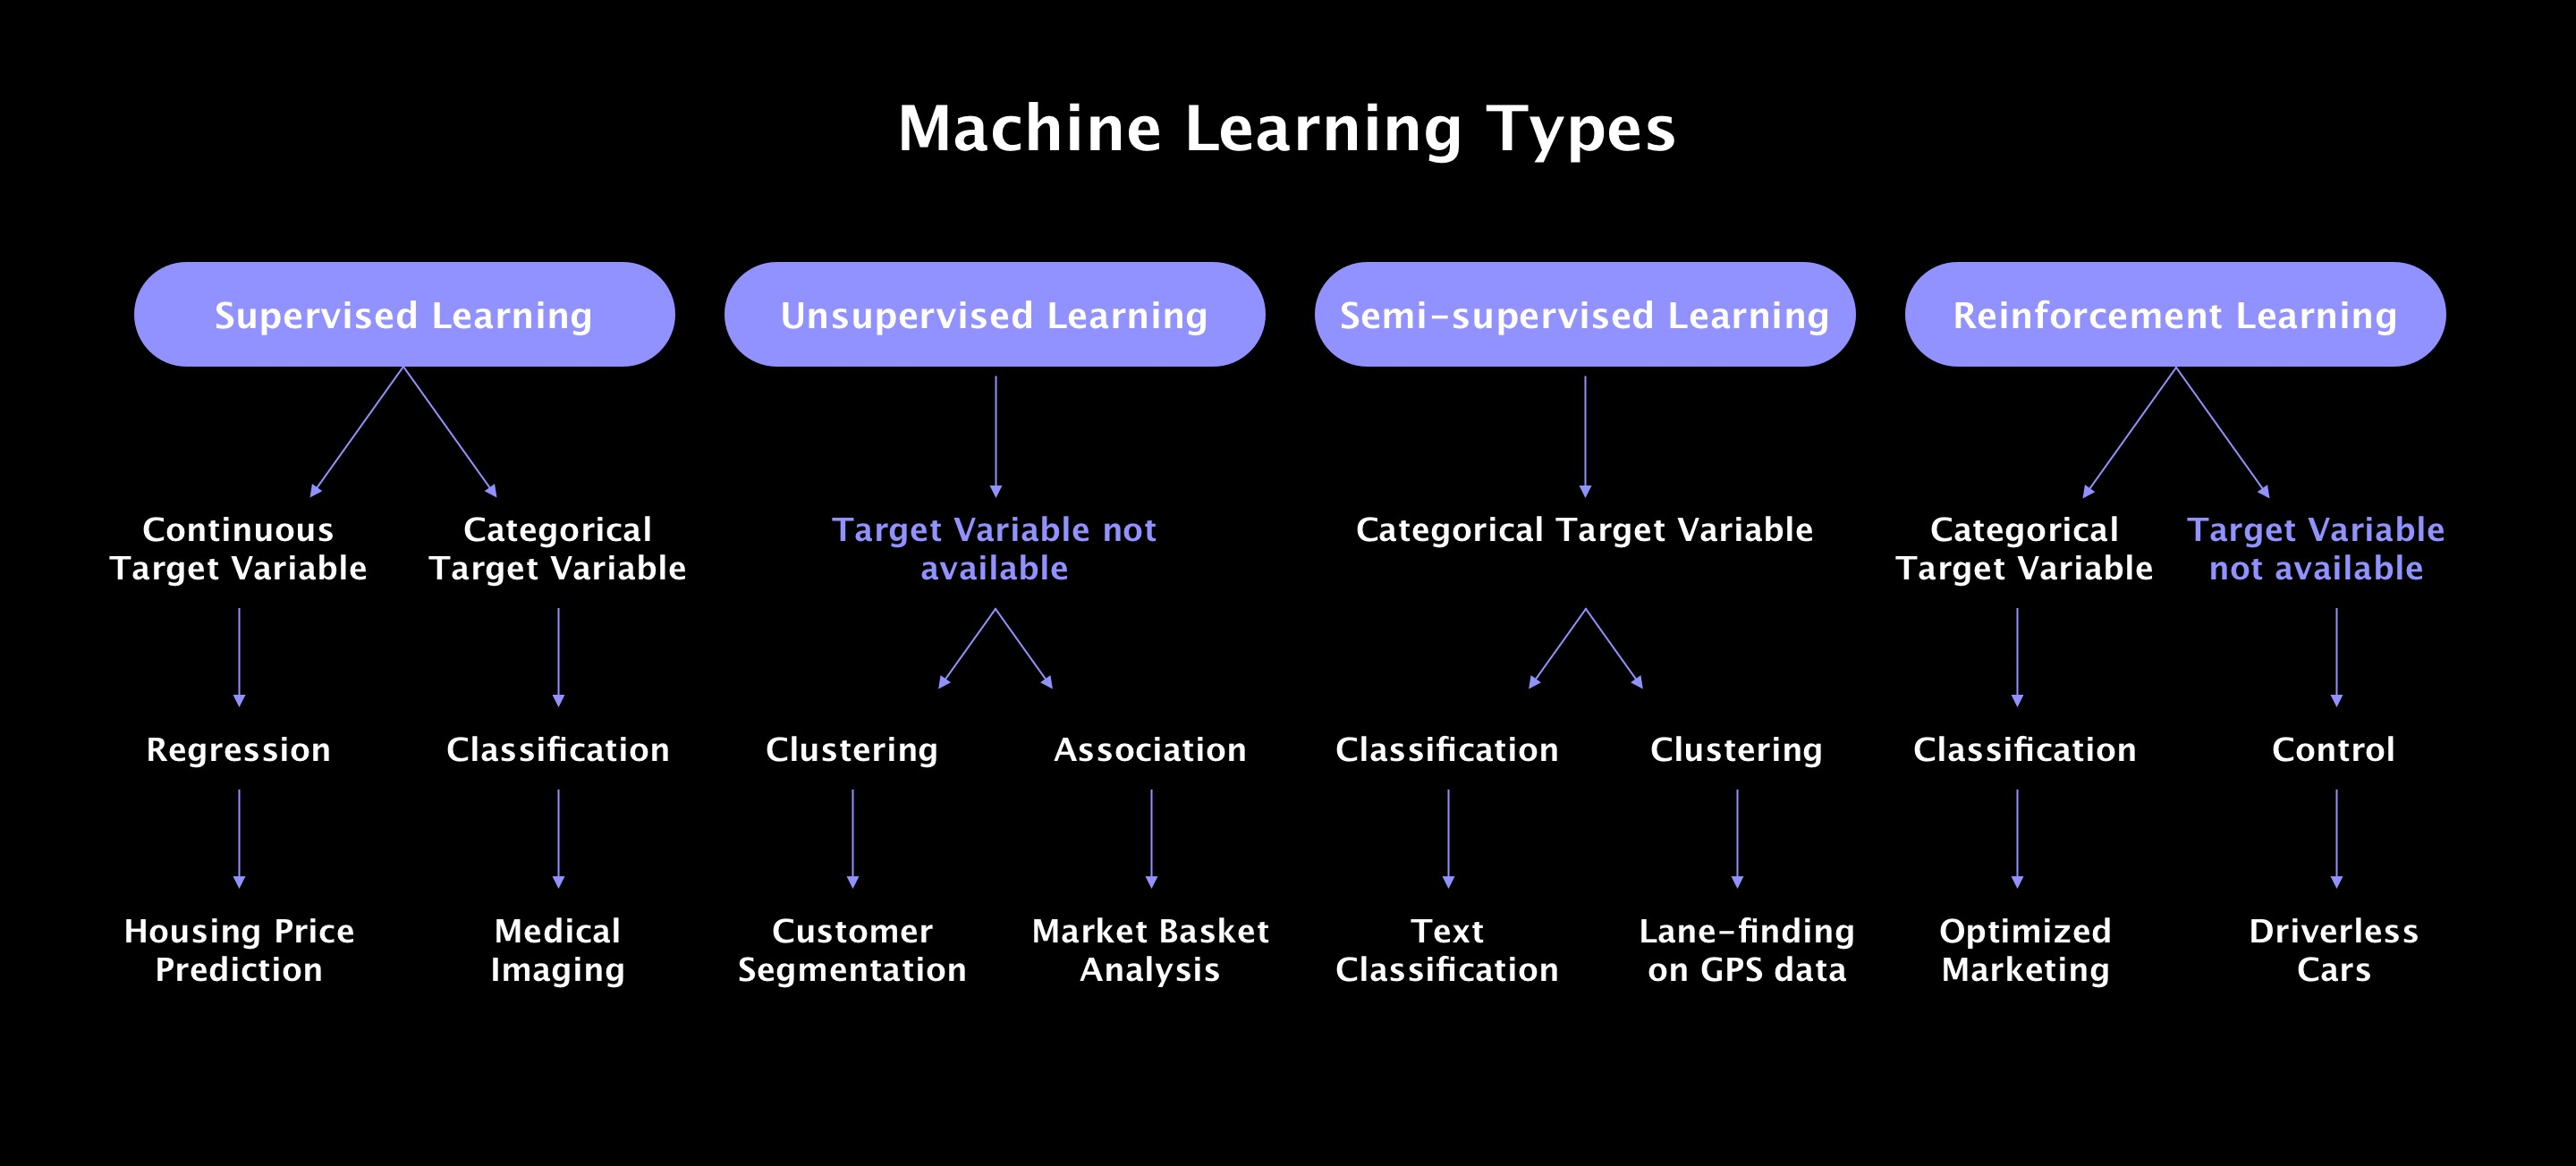 Machine Learning Types
Supervised Learning
Unsupervised Learning
Semi-supervised Learning
Reinforcement Learning
Continuous
Target Variable
Categorical
Target Variable
Target Variable not
available
Categorical Target Variable
Categorical
Target Variable
Target Variable
not available
Regression
Classification
Clustering
Association
Classification
Clustering
Classification
Control
Housing Price
Prediction
Medical
Imaging
Customer
Segmentation
Market Basket
Analysis
Text
Classification
Lane-finding
on GPS data
Optimized
Marketing
Driverless
Cars